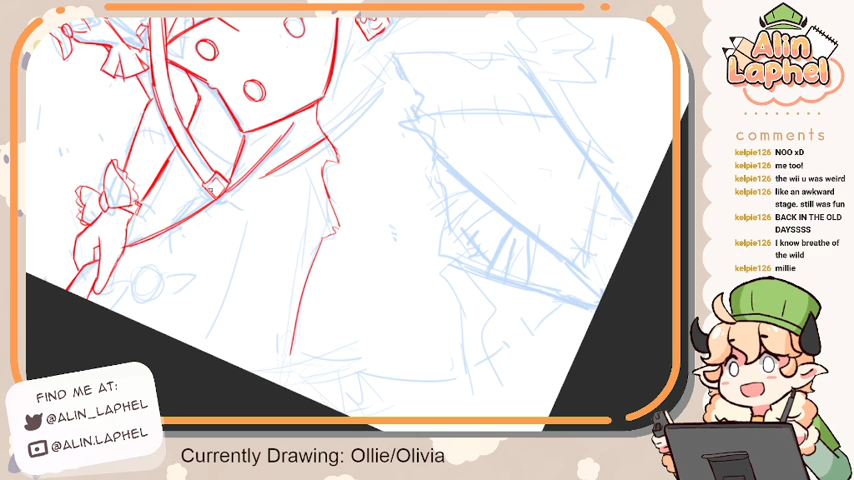 Alin
Laphel
comments
kelpie126 NOO xD
kelpie126 me too!
kelpie126 the wii u was weird
kelpie126 like an awkward
stage. still was fun
kelpie126 BACK IN THE OLD
DAYSSSS
kelpie126 I know breathe of
the wild
kelpie126 millie
FIND ME AT:
@ALIN_LAPHEL
@ALIN.LAPHEL
Currently Drawing: Ollie/Olivia